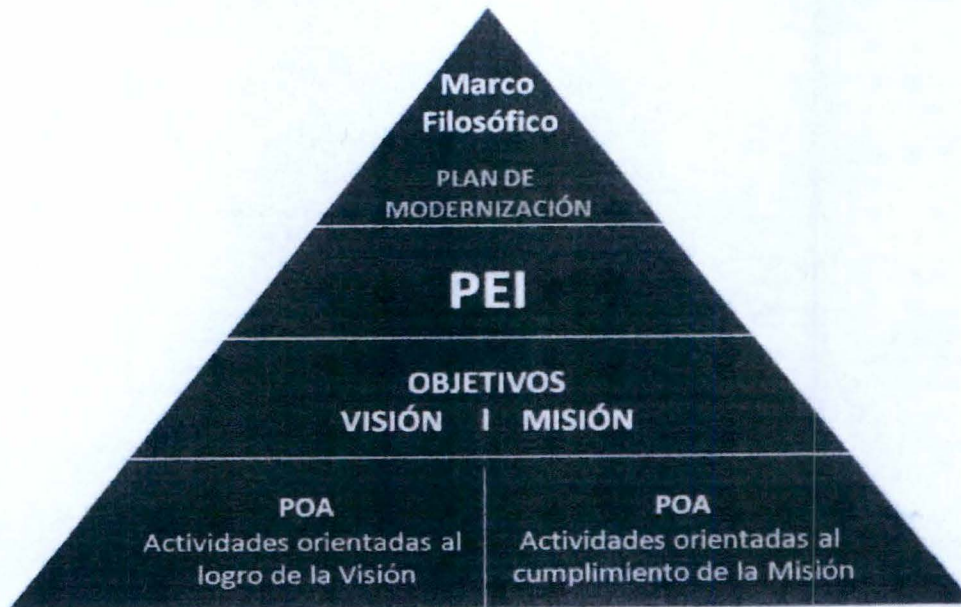 Marco
Filosófico
PLAN DE
MODERNIZACIÓN
PEI
OBJETIVOS
VISIÓN | MISIÓN
POA
Actividades orientadas al
logro de la Visión
POA
Actividades orientadas al
cumplimiento de la Misión